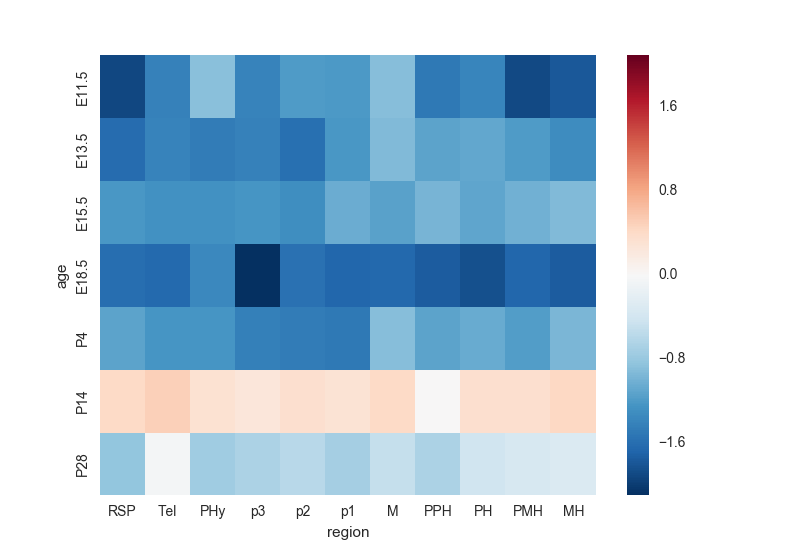 E11.5
E13.5
E15.5
E18.5
P4
P14
P28
age
RSP Tel PHy p3 p2 p1 M PPH PH PMH MH
region
1.6
0.8
0.0
−0.8
−1.6